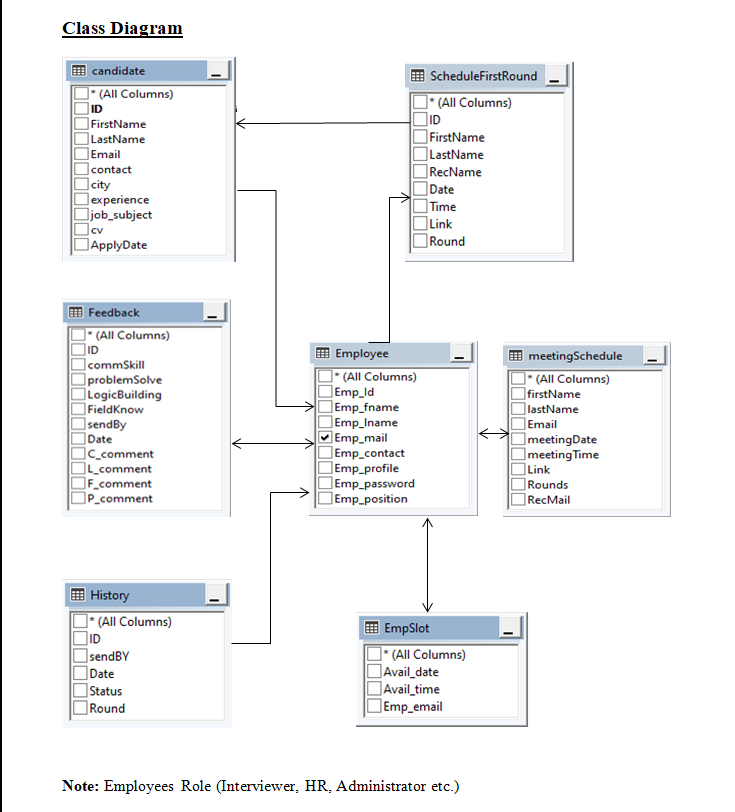 Class Diagram
candidate
* (All Columns)
ID
FirstName
LastName
Email
contact
city
experience
job_subject
cv
ApplyDate
ScheduleFirstRound
* (All Columns)
ID
FirstName
LastName
RecName
Date
Time
Link
Round
Feedback
* (All Columns)
ID
commSkill
problemSolve
LogicBuilding
FieldKnow
sendBy
Date
C_comment
L_comment
F_comment
P_comment
Employee
* (All Columns)
Emp_Id
Emp_fname
Emp_lname
Emp_mail
Emp_contact
Emp_profile
Emp_password
Emp_position
meetingSchedule
* (All Columns)
firstName
lastName
Email
meetingDate
meetingTime
Link
Rounds
RecMail
History
* (All Columns)
ID
sendBY
Date
Status
Round
EmpSlot
* (All Columns)
Avail_date
Avail_time
Emp_email
Note: Employees Role (Interviewer, HR, Administrator etc.)